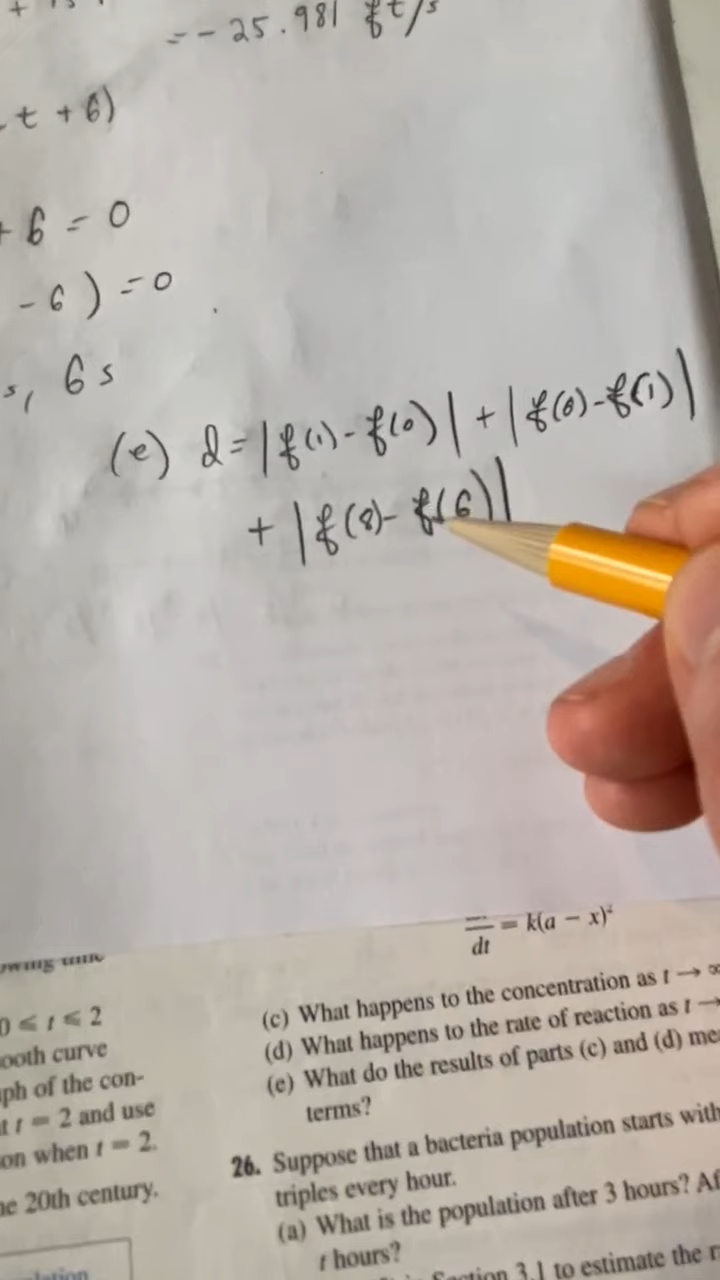 = - 25.981 ft/s
t + 6)
+ 6 = 0
- 6 ) = 0
s, 6 s
(e) d = |f(1) - f(0)| + |f(6) - f(1)|
+ |f(8) - f(6)|
dt = k(a − x)²
0 ≤ t ≤ 2
ooth curve
ph of the con-
t t = 2 and use
on when t = 2.
he 20th century.
(c) What happens to the concentration as t →
(d) What happens to the rate of reaction as t →
(e) What do the results of parts (c) and (d) me
terms?
26. Suppose that a bacteria population starts with
triples every hour.
(a) What is the population after 3 hours? Af
t hours?
Section 3.1 to estimate the r